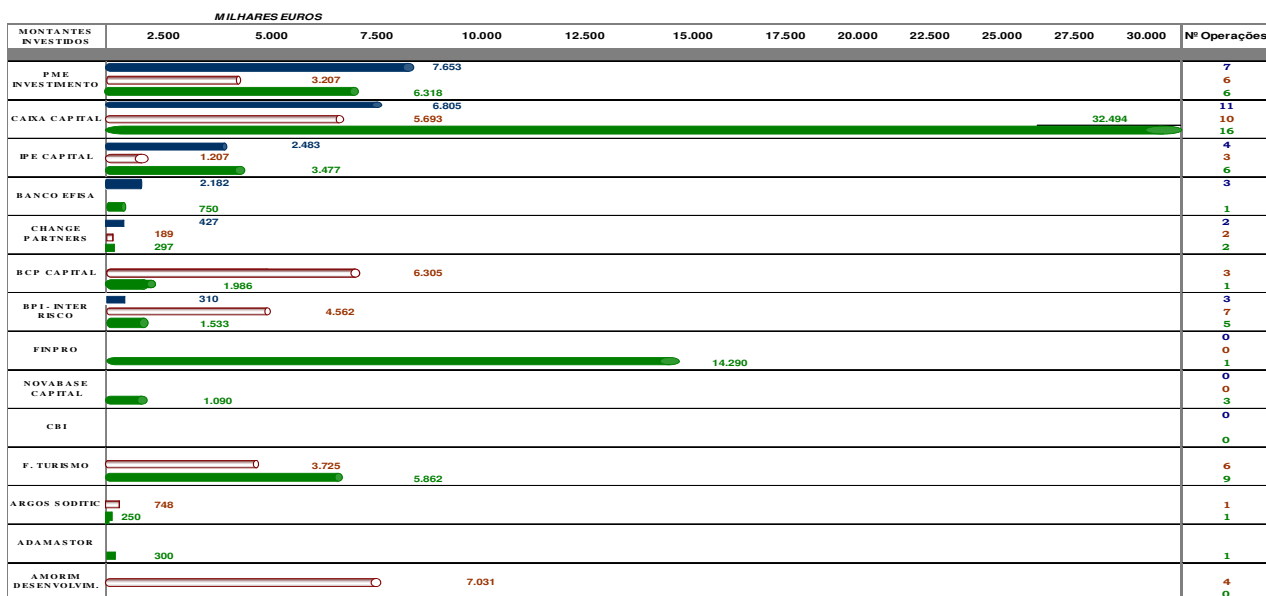 MILHARES EUROS
MONTANTES INVESTIDOS 2.500 5.000 7.500 10.000 12.500 15.000 17.500 20.000 22.500 25.000 27.500 30.000 Nº Operações
PME INVESTIMENTO
7.653 7
3.207 6
6.318 6
CAIXA CAPITAL
6.805 11
5.693 10
32.494 16
IPE CAPITAL
2.483 4
1.207 3
3.477 6
BANCO EFISA
2.182 3
750 1
CHANGE PARTNERS
427 2
189 2
297 2
BCP CAPITAL
6.305 3
1.986 1
BPI - INTER RISCO
310 3
4.562 7
1.533 5
FINPRO
0
0
14.290 1
NOVABASE CAPITAL
0
0
1.090 3
CBI
0
0
F. TURISMO
3.725 6
5.862 9
ARGOS SODITIC
748 1
250 1
ADAMASTOR
300 1
AMORIM DESENVOLVIM.
7.031 4
0